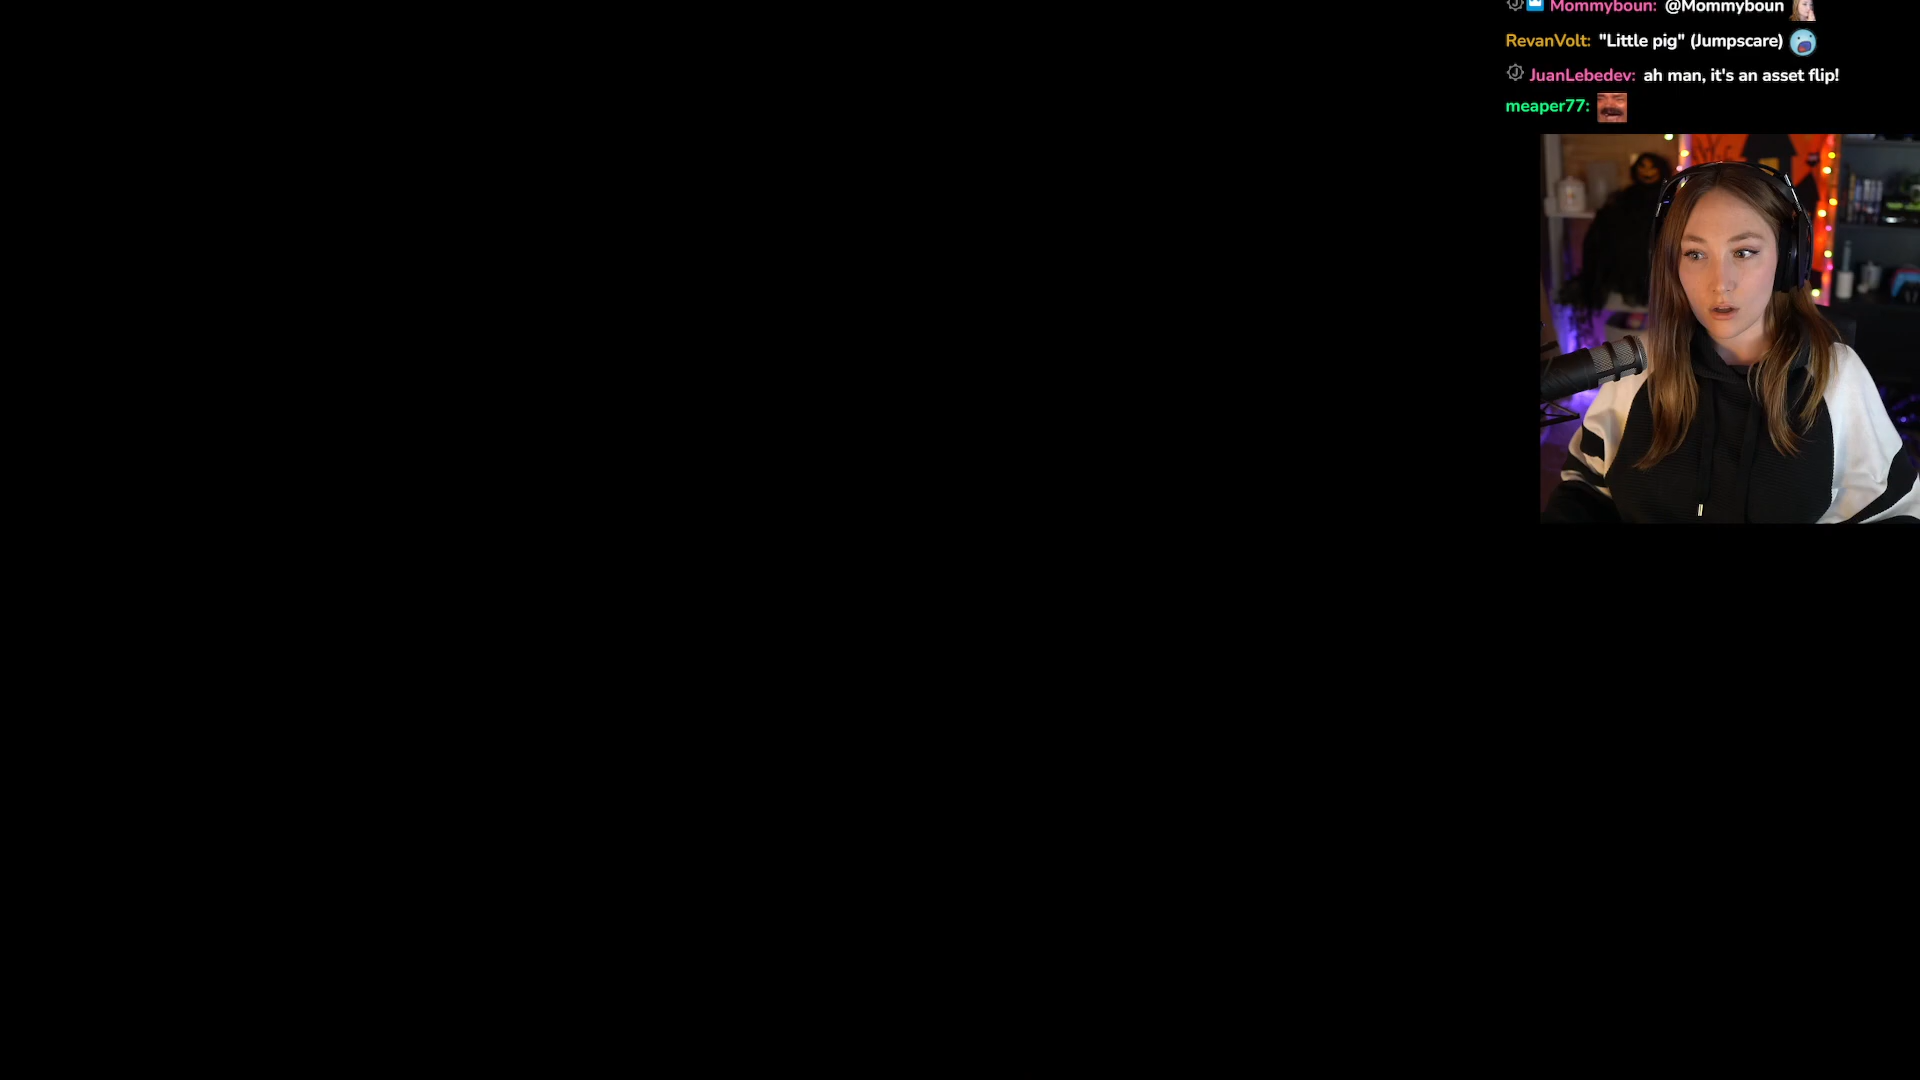 Mommyboun: @Mommyboun
RevanVolt: "Little pig" (Jumpscare)
JuanLebedev: ah man, it's an asset flip!
meaper77: